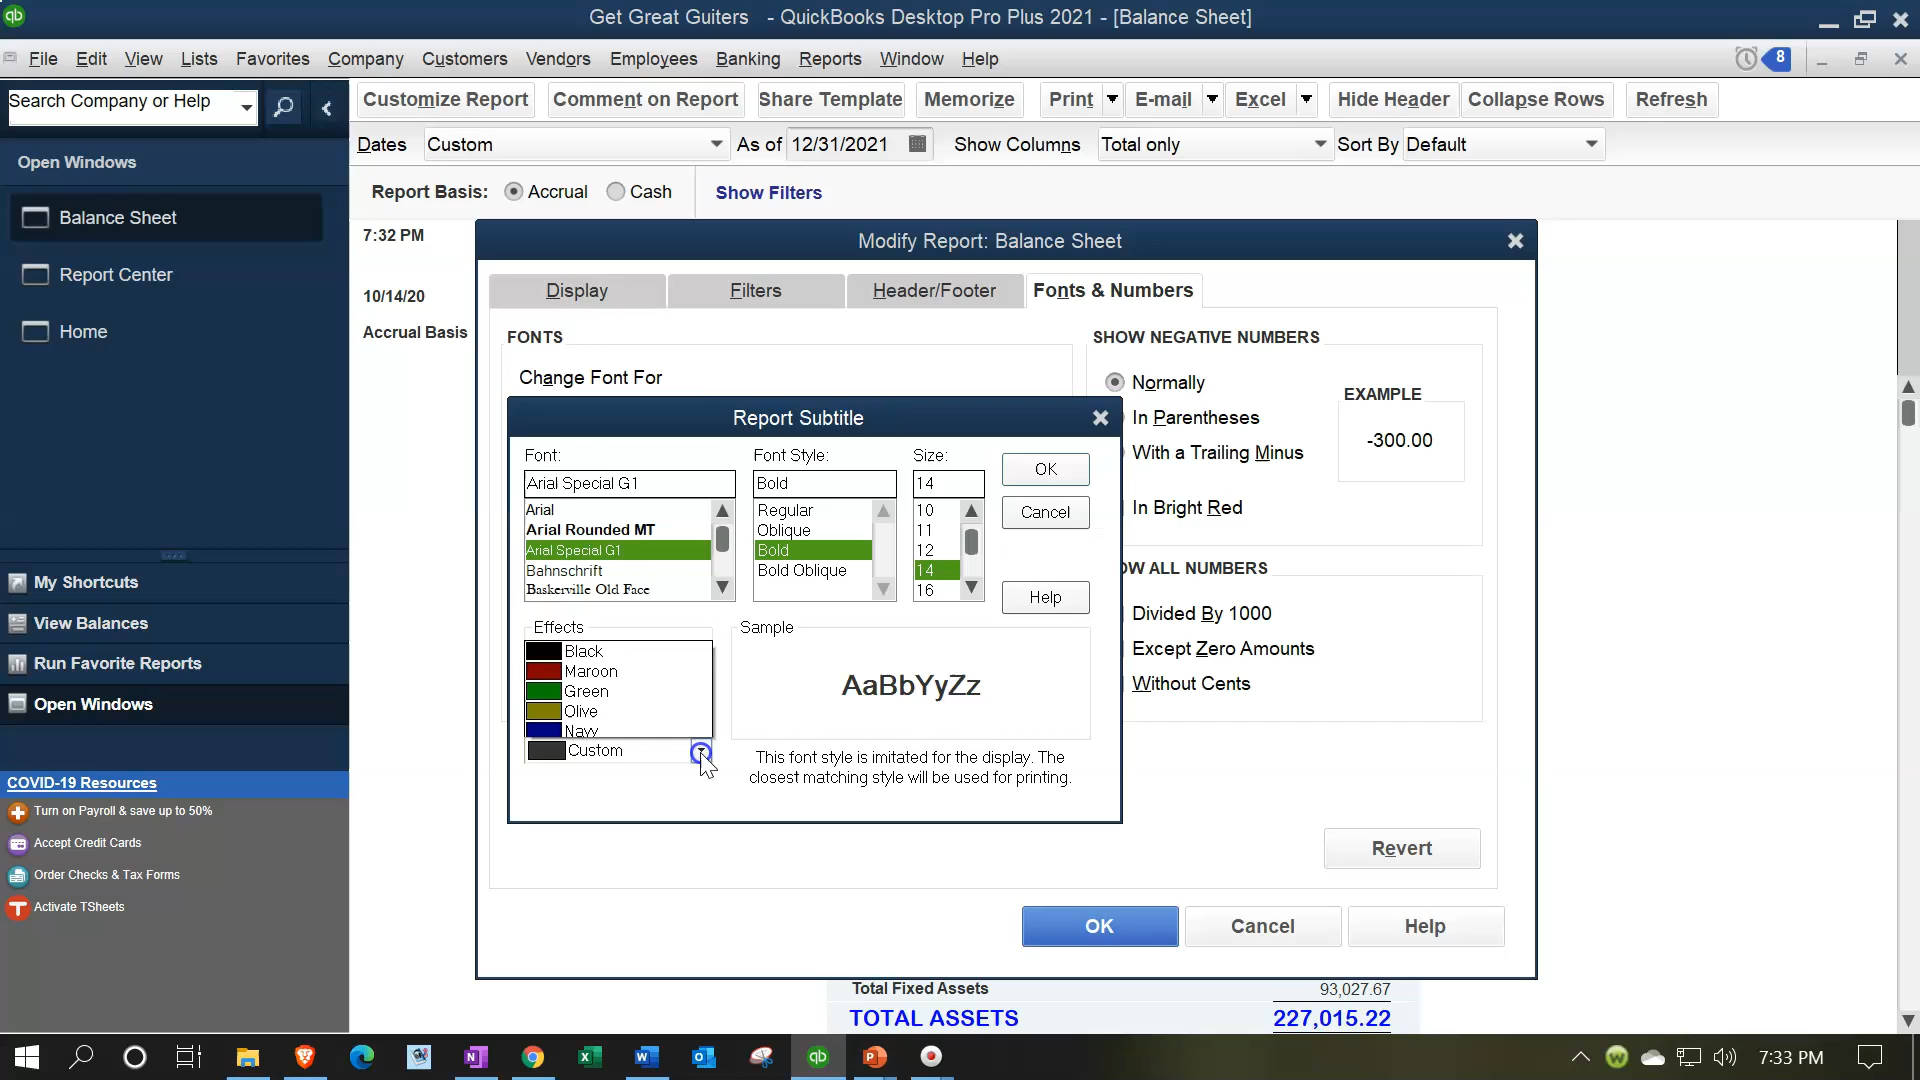 Get Great Guiters - QuickBooks Desktop Pro Plus 2021 - [Balance Sheet]
File Edit View Lists Favorites Company Customers Vendors Employees Banking Reports Window Help
8
Search Company or Help
Customize Report Comment on Report Share Template Memorize Print E-mail Excel Hide Header Collapse Rows Refresh
Dates Custom As of 12/31/2021 Show Columns Total only Sort By Default
Report Basis: Accrual Cash Show Filters
Open Windows
Balance Sheet
Report Center
Home
My Shortcuts
View Balances
Run Favorite Reports
Open Windows
COVID-19 Resources
Turn on Payroll & save up to 50%
Accept Credit Cards
Order Checks & Tax Forms
Activate TSheets
7:32 PM
10/14/20
Accrual Basis
Modify Report: Balance Sheet
Display Filters Header/Footer Fonts & Numbers
FONTS
Change Font For
SHOW NEGATIVE NUMBERS
Normally
In Parentheses
With a Trailing Minus
In Bright Red
EXAMPLE
-300.00
OW ALL NUMBERS
Divided By 1000
Except Zero Amounts
Without Cents
Revert
OK Cancel Help
Report Subtitle
Font: Font Style: Size:
Arial Special G1 Bold 14
Arial
Arial Rounded MT
Arial Special G1
Bahnschrift
Baskerville Old Face
Regular
Oblique
Bold
Bold Oblique
10
11
12
14
16
OK
Cancel
Help
Effects
Black
Maroon
Green
Olive
Navy
Custom
Sample
AaBbYyZz
This font style is imitated for the display. The
closest matching style will be used for printing.
Total Fixed Assets 93,027.67
TOTAL ASSETS 227,015.22
7:33 PM